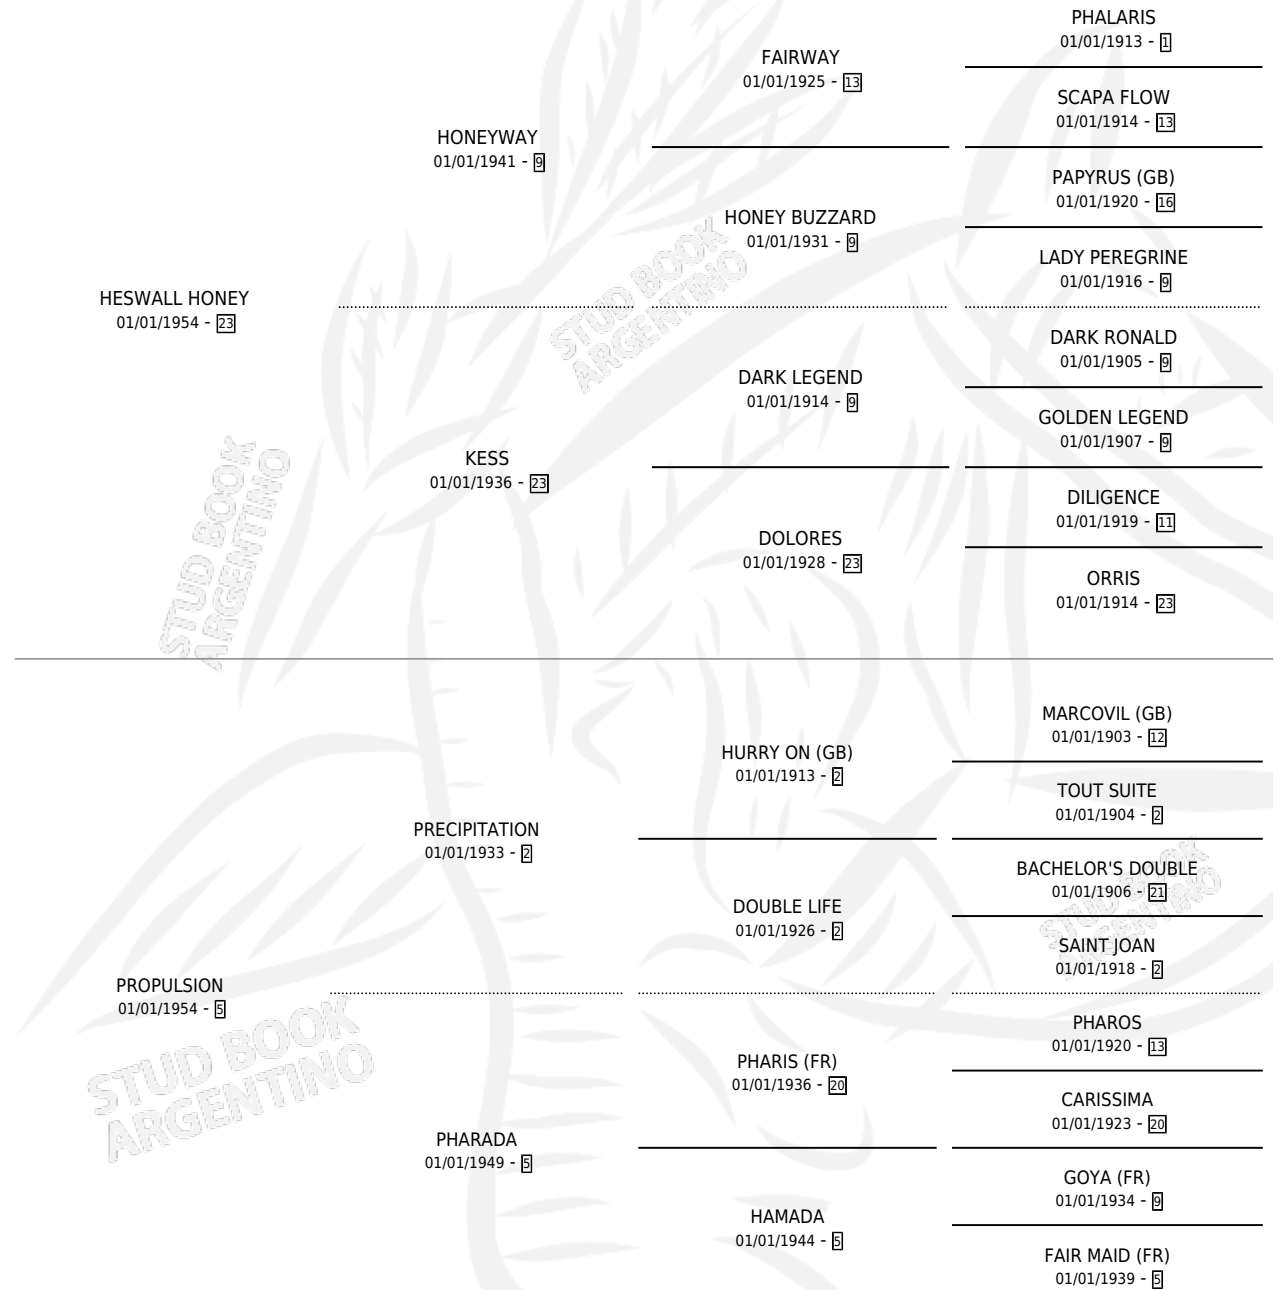 PHALARIS
01/01/1913 - 1
FAIRWAY
01/01/1925 - 13
SCAPA FLOW
01/01/1914 - 13
HONEYWAY
01/01/1941 - 9
PAPYRUS (GB)
01/01/1920 - 16
HONEY BUZZARD
01/01/1931 - 9
LADY PEREGRINE
01/01/1916 - 9
HESWALL HONEY
01/01/1954 - 23
DARK RONALD
01/01/1905 - 9
DARK LEGEND
01/01/1914 - 9
GOLDEN LEGEND
01/01/1907 - 9
KESS
01/01/1936 - 23
DILIGENCE
01/01/1919 - 11
DOLORES
01/01/1928 - 23
ORRIS
01/01/1914 - 23
MARCOVIL (GB)
01/01/1903 - 12
HURRY ON (GB)
01/01/1913 - 2
TOUT SUITE
01/01/1904 - 2
PRECIPITATION
01/01/1933 - 2
BACHELOR'S DOUBLE
01/01/1906 - 21
DOUBLE LIFE
01/01/1926 - 2
SAINT JOAN
01/01/1918 - 2
PROPULSION
01/01/1954 - 5
PHAROS
01/01/1920 - 13
PHARIS (FR)
01/01/1936 - 20
CARISSIMA
01/01/1923 - 20
PHARADA
01/01/1949 - 5
GOYA (FR)
01/01/1934 - 9
HAMADA
01/01/1944 - 5
FAIR MAID (FR)
01/01/1939 - 5
STUD BOOK
ARGENTINO
STUD BOOK
ARGENTINO
STUD BOOK
ARGENTINO
STUD BOOK
ARGENTINO